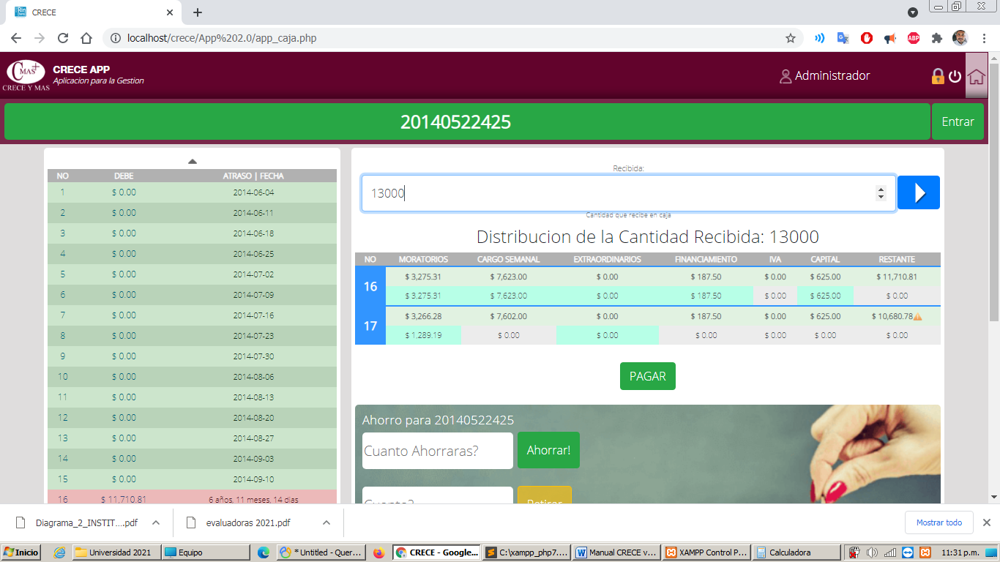 CRECE
localhost/crece/App%202.0/app_caja.php
ABP
CMAS+
CRECE Y MAS
CRECE APP
Aplicacion para la Gestion
Administrador
20140522425
Entrar
NO DEBE ATRASO | FECHA
1 $ 0.00 2014-06-04
2 $ 0.00 2014-06-11
3 $ 0.00 2014-06-18
4 $ 0.00 2014-06-25
5 $ 0.00 2014-07-02
6 $ 0.00 2014-07-09
7 $ 0.00 2014-07-16
8 $ 0.00 2014-07-23
9 $ 0.00 2014-07-30
10 $ 0.00 2014-08-06
11 $ 0.00 2014-08-13
12 $ 0.00 2014-08-20
13 $ 0.00 2014-08-27
14 $ 0.00 2014-09-03
15 $ 0.00 2014-09-10
16 $ 11,710.81 6 años, 11 meses, 14 dias
Recibida:
13000
Cantidad que recibe en caja
Distribucion de la Cantidad Recibida: 13000
NO MORATORIOS CARGO SEMANAL EXTRAORDINARIOS FINANCIAMIENTO IVA CAPITAL RESTANTE
16
$ 3,275.31 $ 7,623.00 $ 0.00 $ 187.50 $ 0.00 $ 625.00 $ 11,710.81
$ 3,275.31 $ 7,623.00 $ 0.00 $ 187.50 $ 0.00 $ 625.00 $ 0.00
17
$ 3,266.28 $ 7,602.00 $ 0.00 $ 187.50 $ 0.00 $ 625.00 $ 10,680.78
$ 1,289.19 $ 0.00 $ 0.00 $ 0.00 $ 0.00 $ 0.00 $ 0.00
PAGAR
Ahorro para 20140522425
Cuanto Ahorraras?
Ahorrar!
Cuanto?
Retirar
Diagrama_2_INSTIT....pdf
evaluadoras 2021.pdf
Mostrar todo
Inicio
Universidad 2021
Equipo
* Untitled - Quer...
CRECE - Google...
C:\xampp_php7....
Manual CRECE v...
XAMPP Control P...
Calculadora
11:31 p.m.